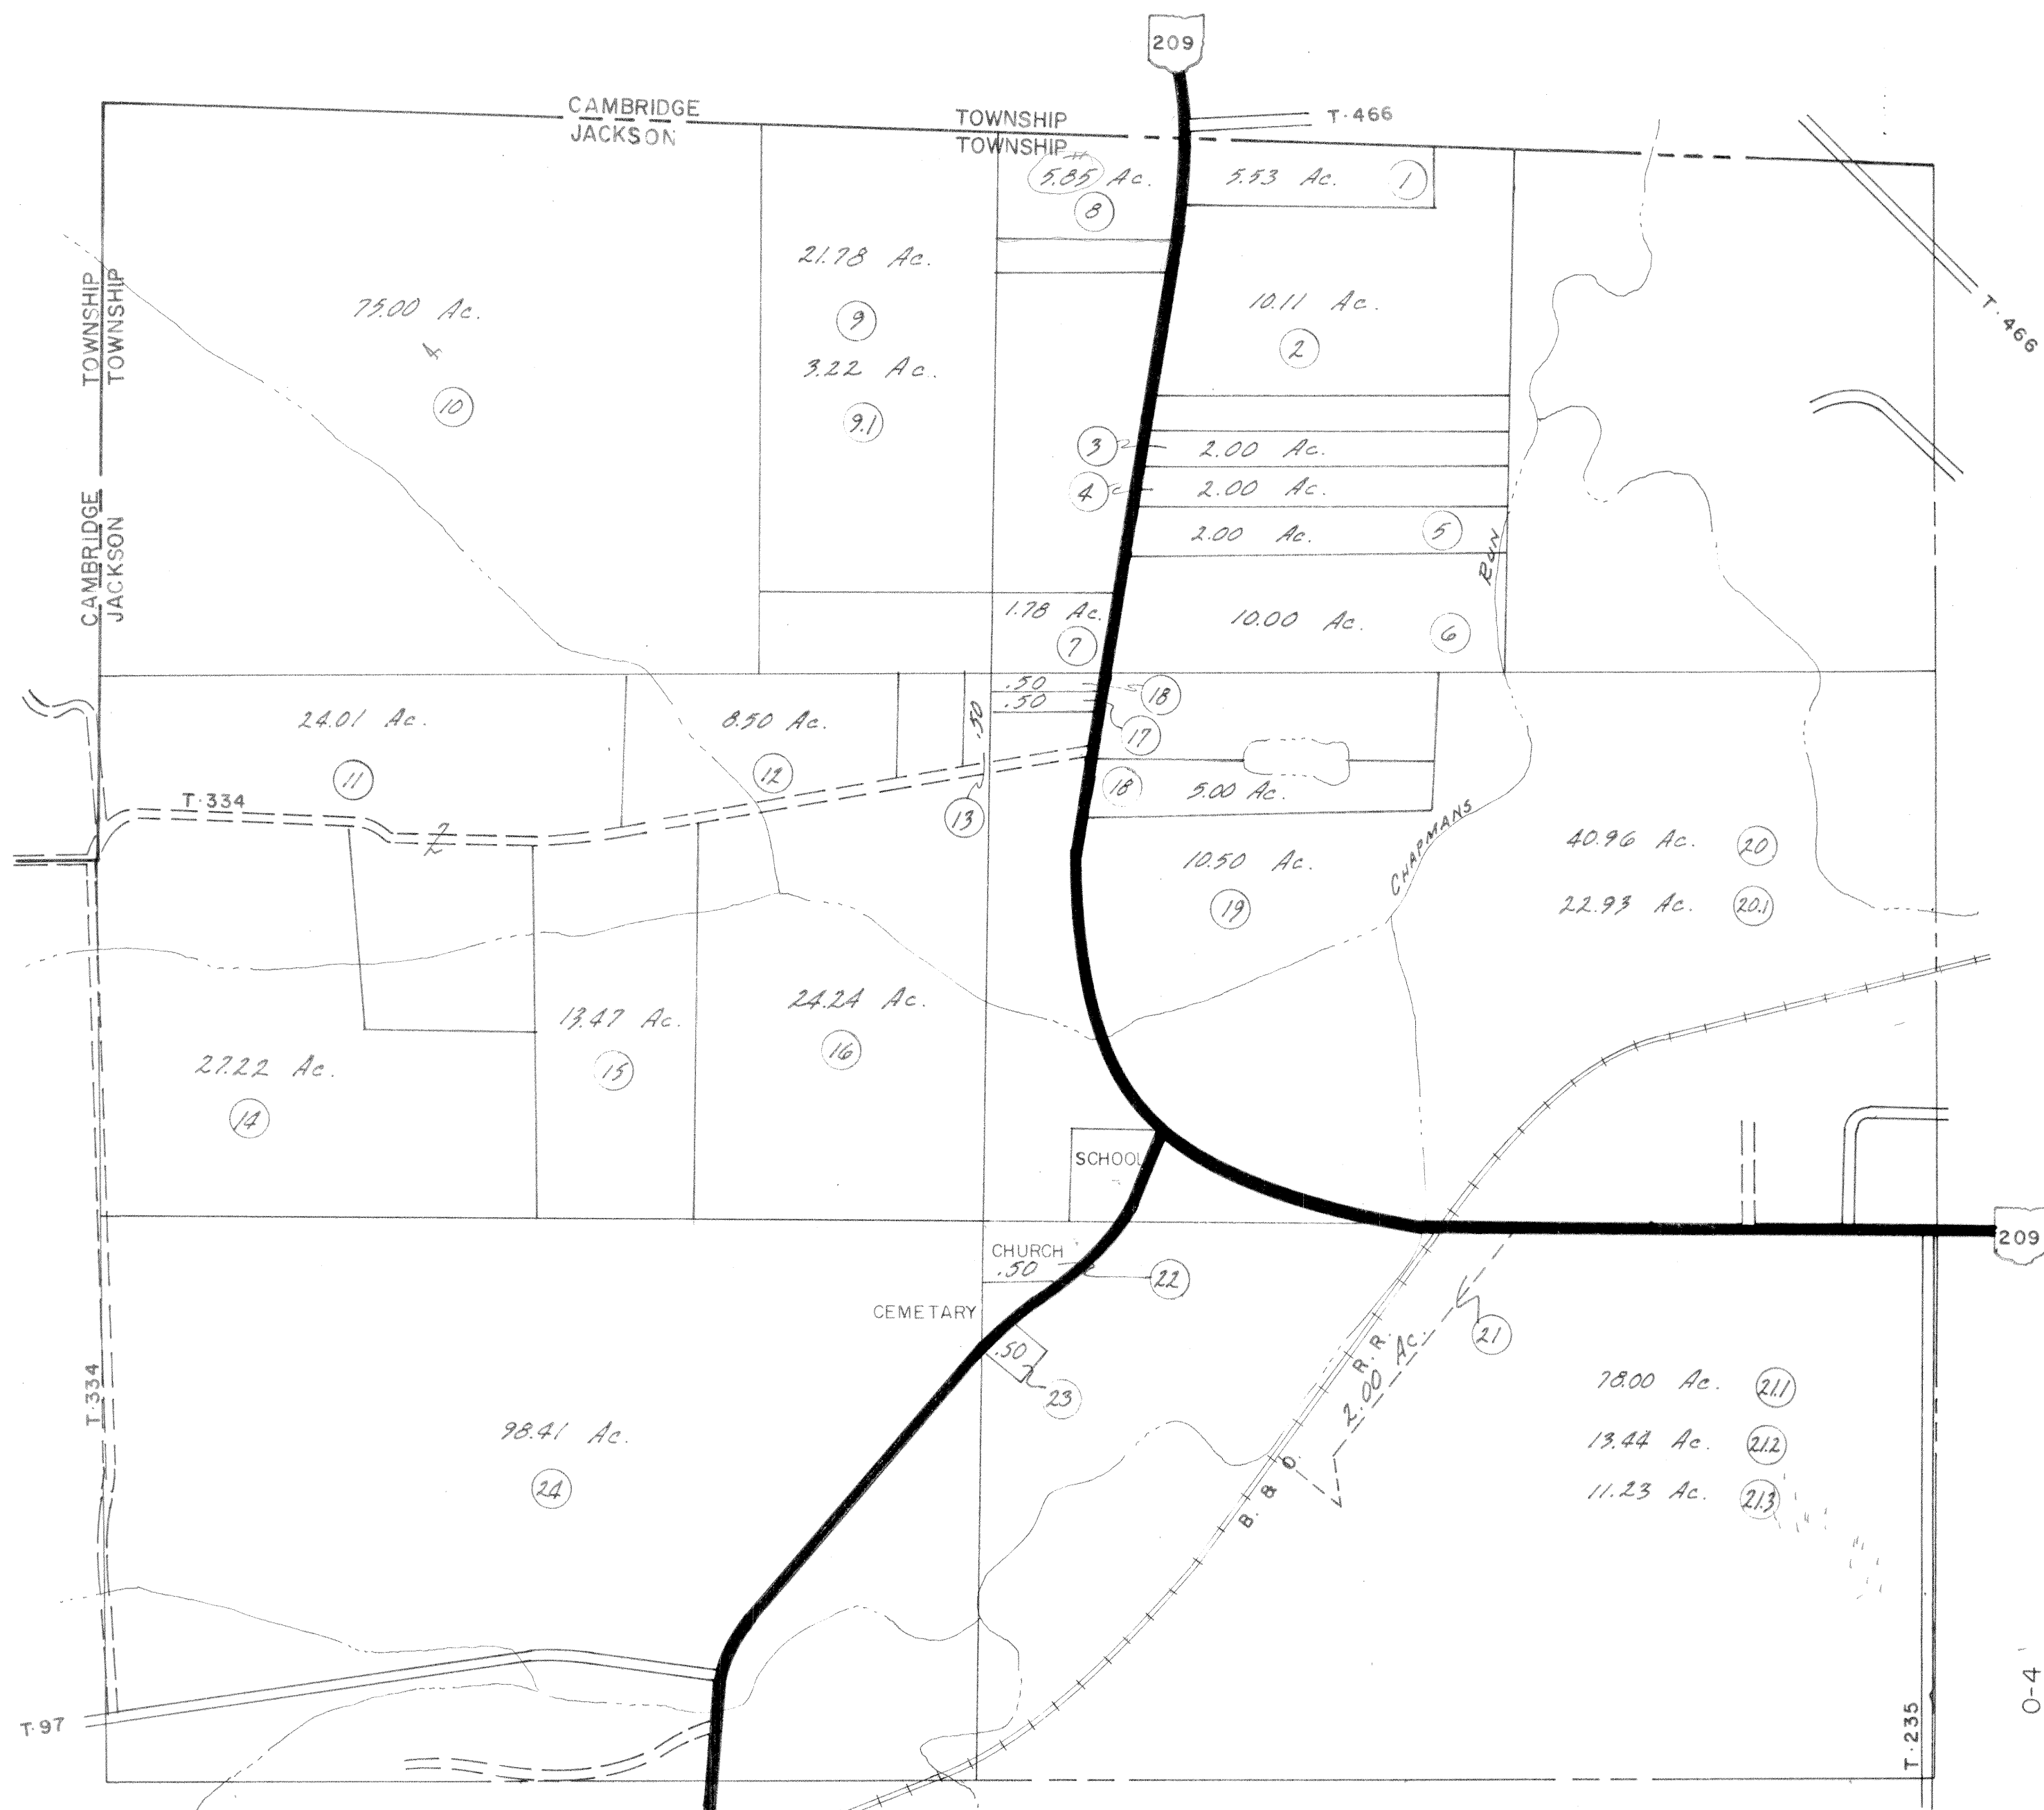 209
CAMBRIDGE TOWNSHIP
JACKSON TOWNSHIP
T·466
5.85 Ac.
8
5.53 Ac.
1
CAMBRIDGE TOWNSHIP
JACKSON TOWNSHIP
75.00 Ac.
4
10
21.78 Ac.
9
3.22 Ac.
9.1
10.11 Ac.
2
T·466
3
2.00 Ac.
4
2.00 Ac.
2.00 Ac.
5
1.78 Ac.
7
10.00 Ac.
6
CHAPMANS RUN
24.01 Ac.
11
T·334
2
8.50 Ac.
12
.50
13
.50
18
.50
17
18
5.00 Ac.
10.50 Ac.
19
40.96 Ac.
20
22.93 Ac.
20.1
27.22 Ac.
14
13.47 Ac.
15
24.24 Ac.
16
SCHOOL
209
CHURCH
.50
22
CEMETARY
.50
23
B. & O. R. R.
2.00 Ac.
21
78.00 Ac.
21.1
13.44 Ac.
21.2
11.23 Ac.
21.3
T·334
98.41 Ac.
24
T·97
T·235
0-4